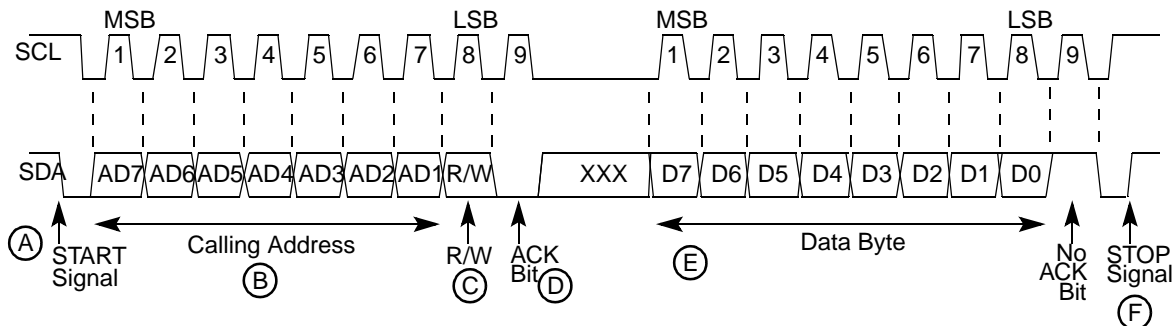 MSB LSB MSB LSB
SCL 1 2 3 4 5 6 7 8 9 1 2 3 4 5 6 7 8 9
SDA AD7 AD6 AD5 AD4 AD3 AD2 AD1 R/W XXX D7 D6 D5 D4 D3 D2 D1 D0
A START Signal
Calling Address
B
R/W
C
ACK
Bit D
E
Data Byte
No
ACK
Bit
STOP
Signal
F